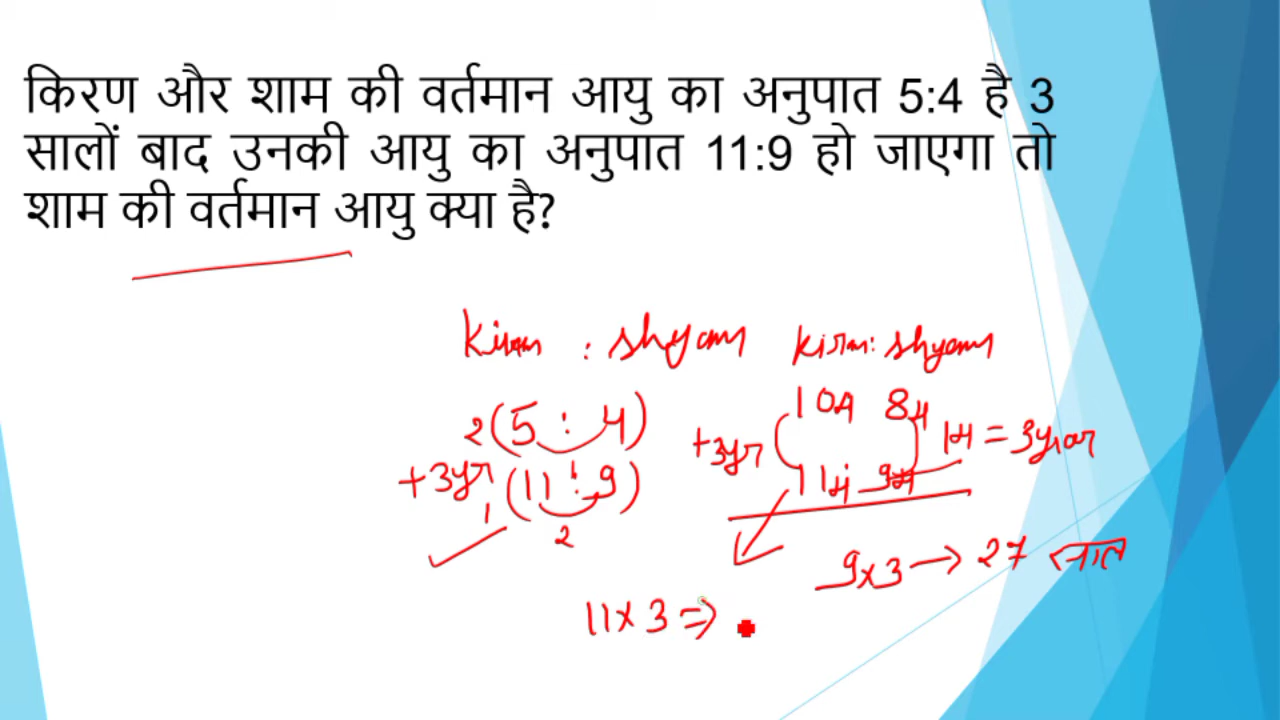 किरण और शाम की वर्तमान आयु का अनुपात 5:4 है 3
सालों बाद उनकी आयु का अनुपात 11:9 हो जाएगा तो
शाम की वर्तमान आयु क्या है?
Kiran : shyam
2(5 : 4)
+3yr
1(11 : 9)
2
Kiran: shyam
10 8
+3yr
11 9
= 3year
9x3 → 27 साल
11x 3 ⇒